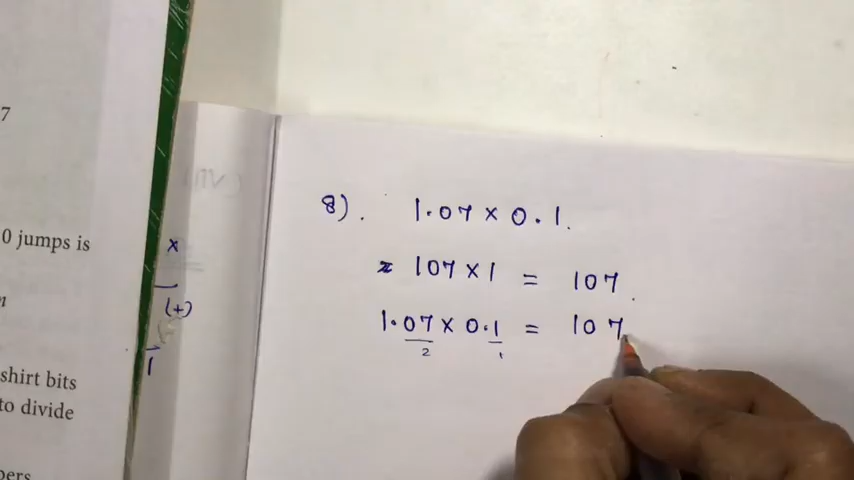 7
0 jumps is
shirt bits
to divide
x
(+)
1
8). 1.07 x 0.1.
107 x 1 = 107.
1.07 x 0.1 = 107
2 1